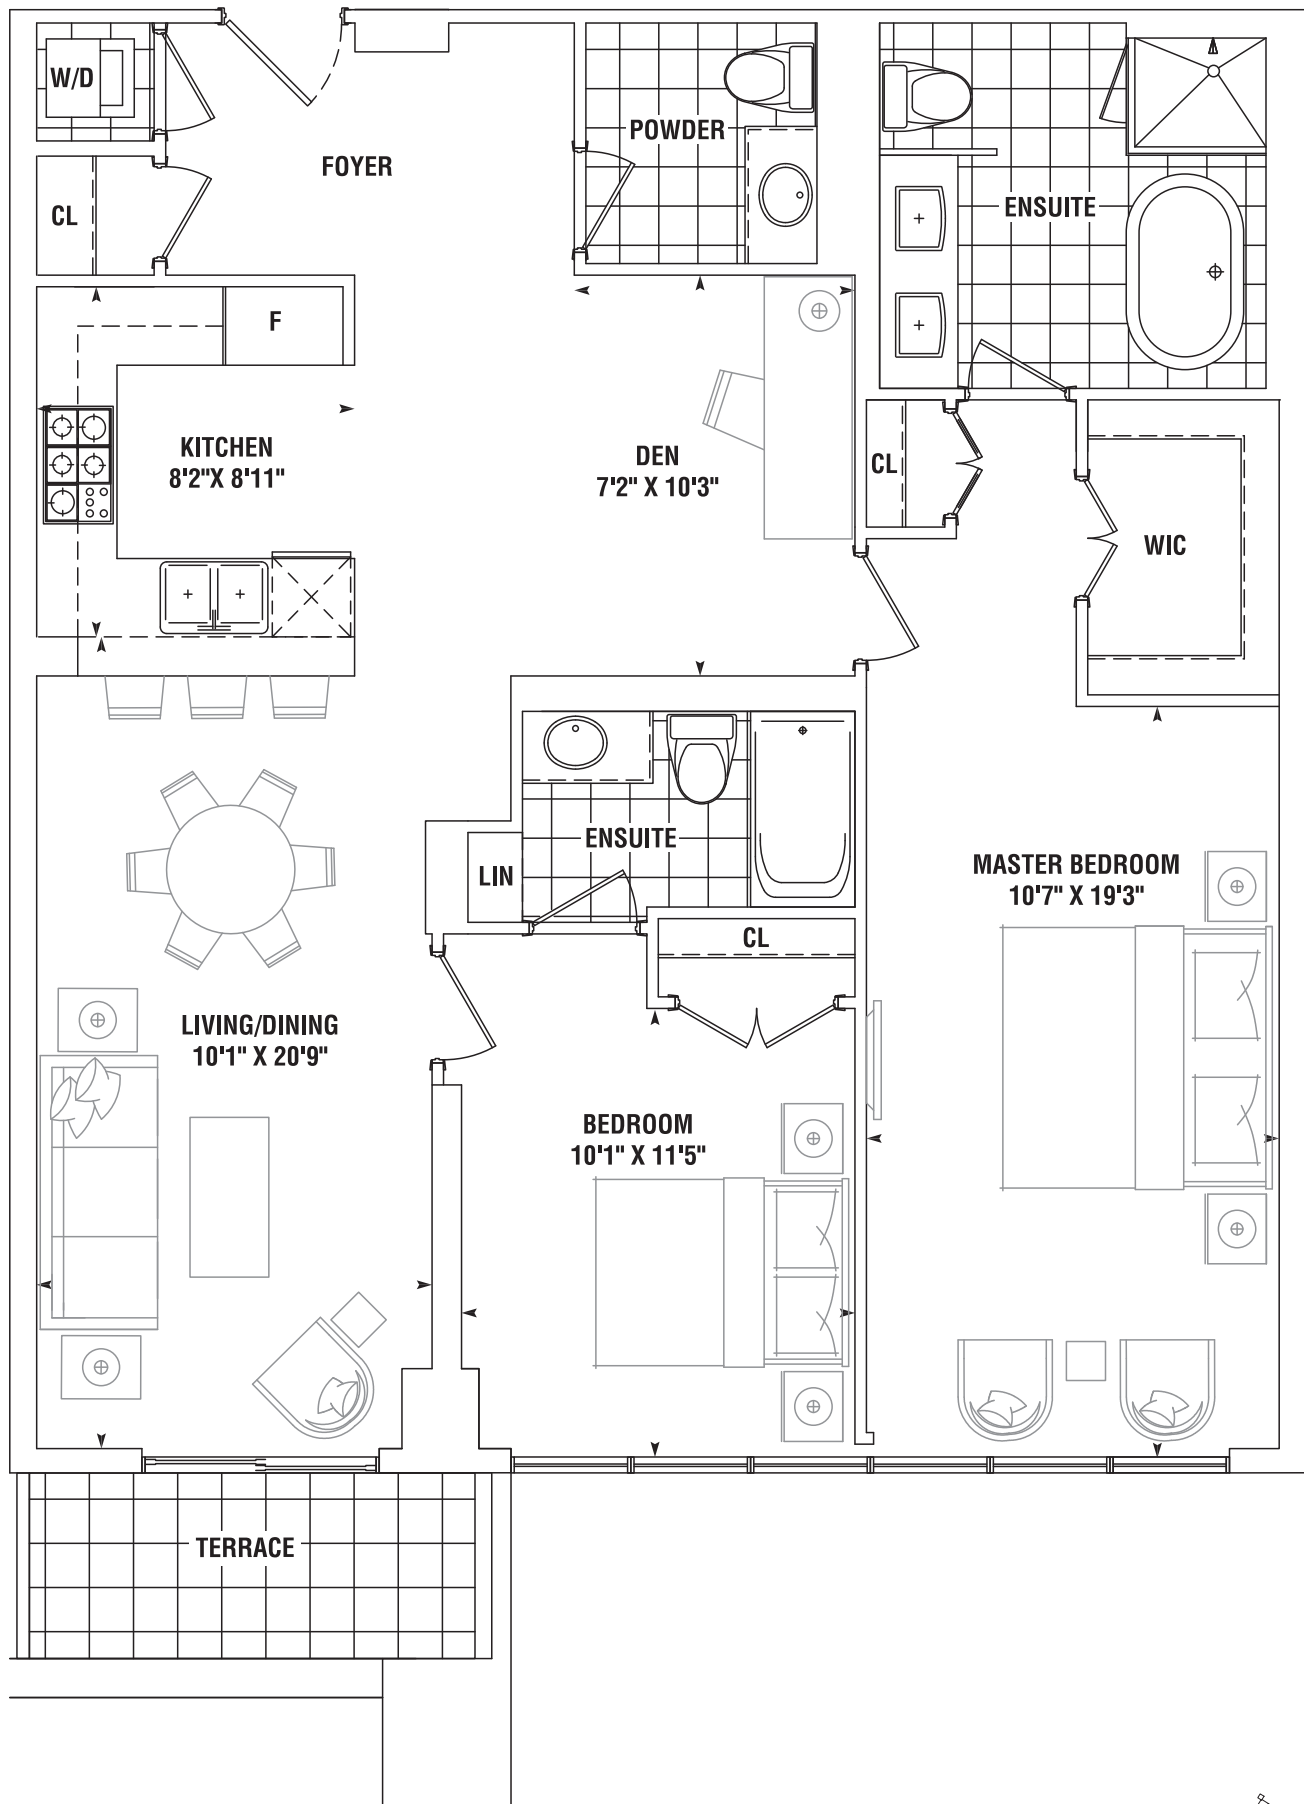 W/D
POWDER
FOYER
CL
ENSUITE
F
KITCHEN
8'2"X 8'11"
DEN
7'2" X 10'3"
CL
WIC
ENSUITE
LIN
MASTER BEDROOM
10'7" X 19'3"
CL
LIVING/DINING
10'1" X 20'9"
BEDROOM
10'1" X 11'5"
TERRACE